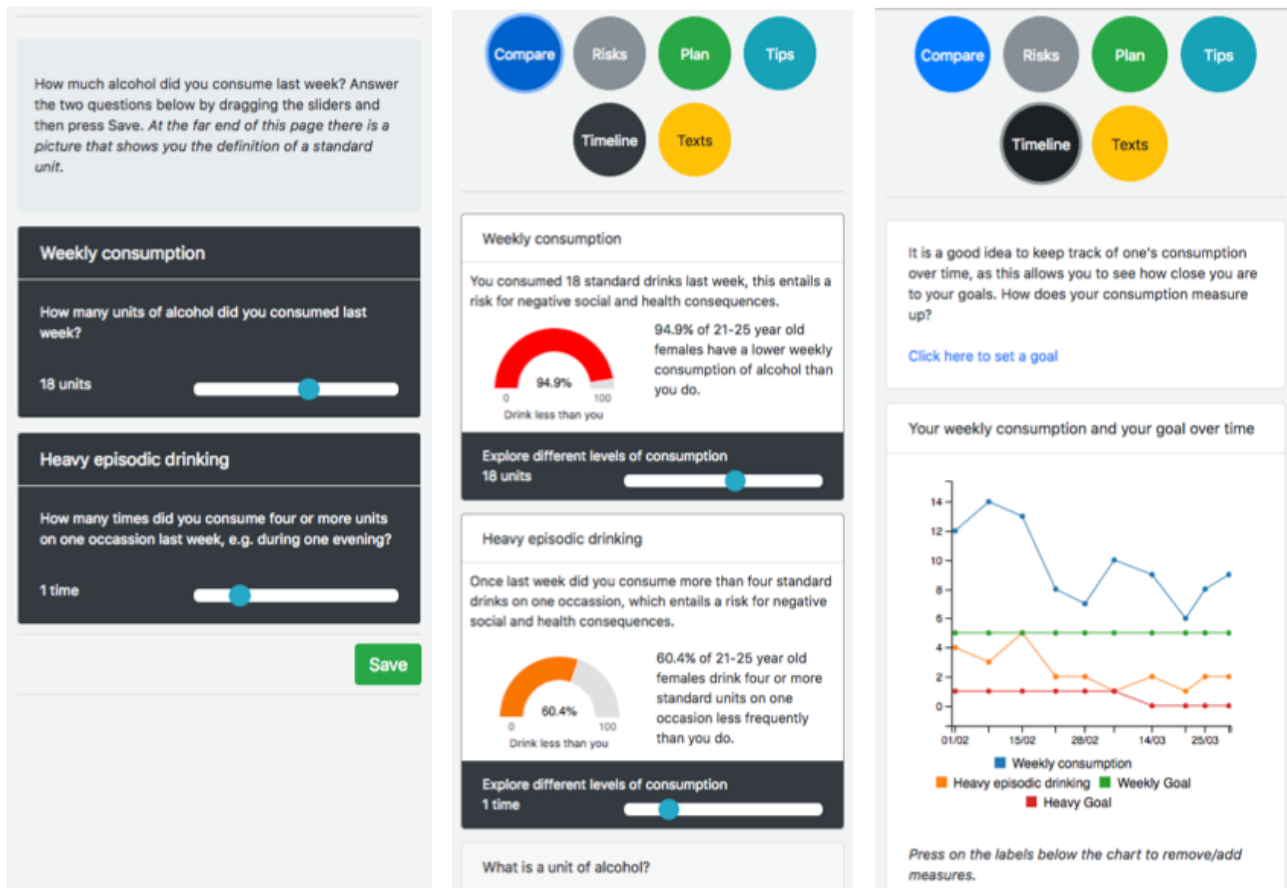 How much alcohol did you consume last week? Answer
the two questions below by dragging the sliders and
then press Save. At the far end of this page there is a
picture that shows you the definition of a standard
unit.
Weekly consumption
How many units of alcohol did you consumed last
week?
18 units
Heavy episodic drinking
How many times did you consume four or more units
on one occassion last week, e.g. during one evening?
1 time
Save
Compare
Risks
Plan
Tips
Timeline
Texts
Weekly consumption
You consumed 18 standard drinks last week, this entails a
risk for negative social and health consequences.
94.9%
0
100
Drink less than you
94.9% of 21-25 year old
females have a lower weekly
consumption of alcohol than
you do.
Explore different levels of consumption
18 units
Heavy episodic drinking
Once last week did you consume more than four standard
drinks on one occassion, which entails a risk for negative
social and health consequences.
60.4%
0
100
Drink less than you
60.4% of 21-25 year old
females drink four or more
standard units on one
occasion less frequently
than you do.
Explore different levels of consumption
1 time
What is a unit of alcohol?
Compare
Risks
Plan
Tips
Timeline
Texts
It is a good idea to keep track of one's consumption
over time, as this allows you to see how close you are
to your goals. How does your consumption measure
up?
Click here to set a goal
Your weekly consumption and your goal over time
14
12
10
8
6
4
2
0
01/02
15/02
28/02
14/03
25/03
Weekly consumption
Heavy episodic drinking
Weekly Goal
Heavy Goal
Press on the labels below the chart to remove/add
measures.